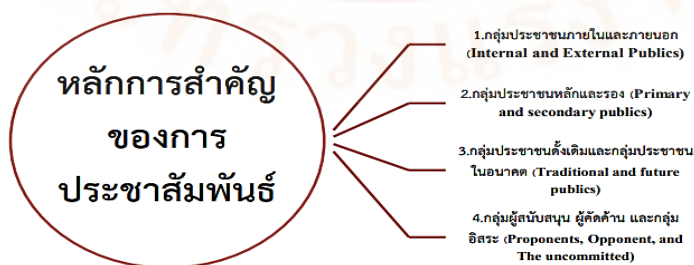 หลักการสำคัญ
ของการ
ประชาสัมพันธ์
1.กลุ่มประชาชนภายในและภายนอก
(Internal and External Publics)
2.กลุ่มประชาชนหลักและรอง (Primary
and secondary publics)
3.กลุ่มประชาชนดั้งเดิมและกลุ่มประชาชน
ในอนาคต (Traditional and future
publics)
4.กลุ่มผู้สนับสนุน ผู้คัดค้าน และกลุ่ม
อิสระ (Proponents, Opponent, and
The uncommitted)